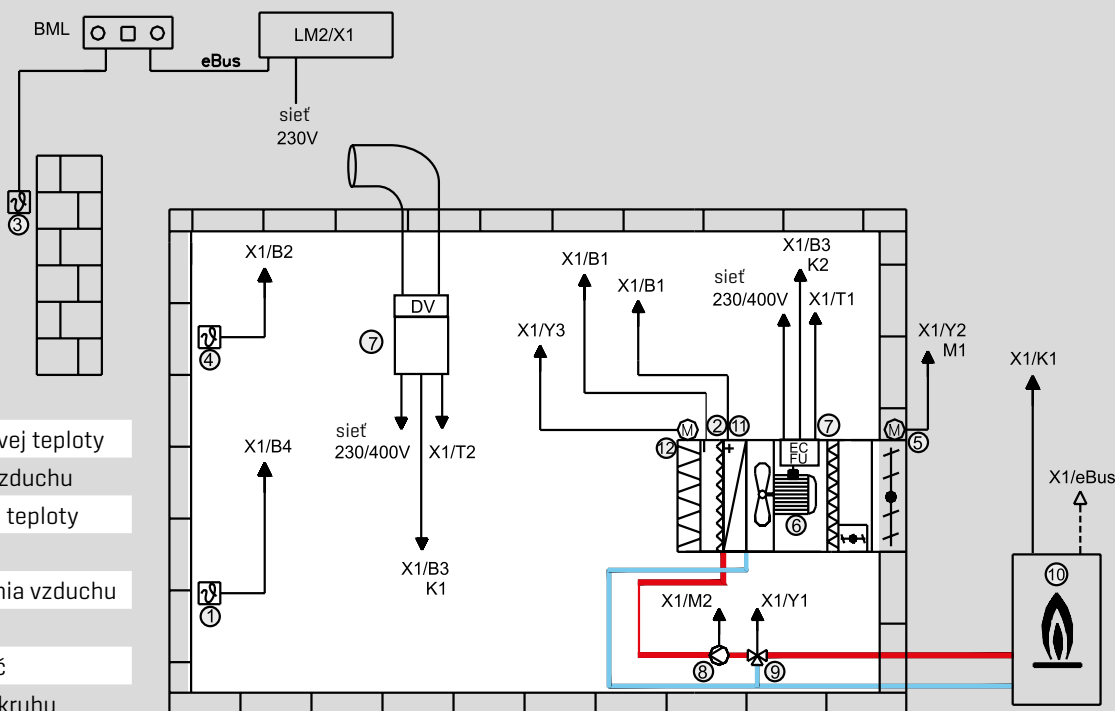 BML
LM2/X1
eBus
sieť
230V
3
X1/B2
4
X1/B4
1
DV
7
sieť
230/400V
X1/T2
X1/B3
K1
X1/B1
X1/B1
X1/Y3
sieť
230/400V
X1/B3
K2
X1/T1
X1/Y2
M1
M
12
2
11
+
EC
FU
7
M
5
6
X1/M2
X1/Y1
8
9
X1/K1
X1/eBus
10
vej teploty
zduchu
teploty
nia vzduchu
č
kruhu